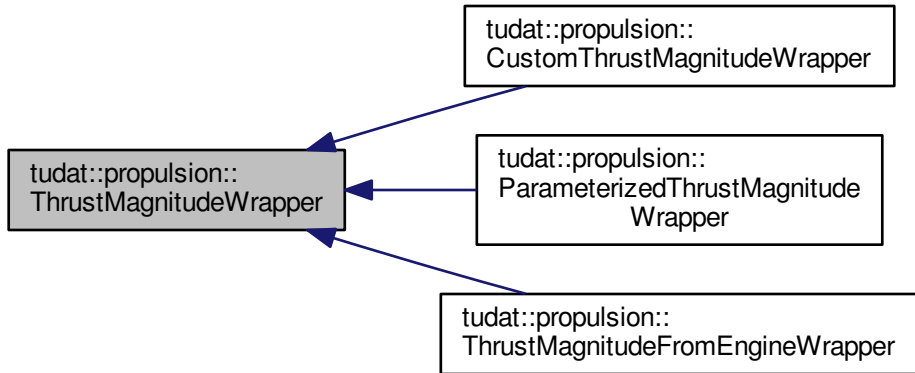 tudat::propulsion::
CustomThrustMagnitudeWrapper
tudat::propulsion::
ThrustMagnitudeWrapper
tudat::propulsion::
ParameterizedThrustMagnitude
Wrapper
tudat::propulsion::
ThrustMagnitudeFromEngineWrapper